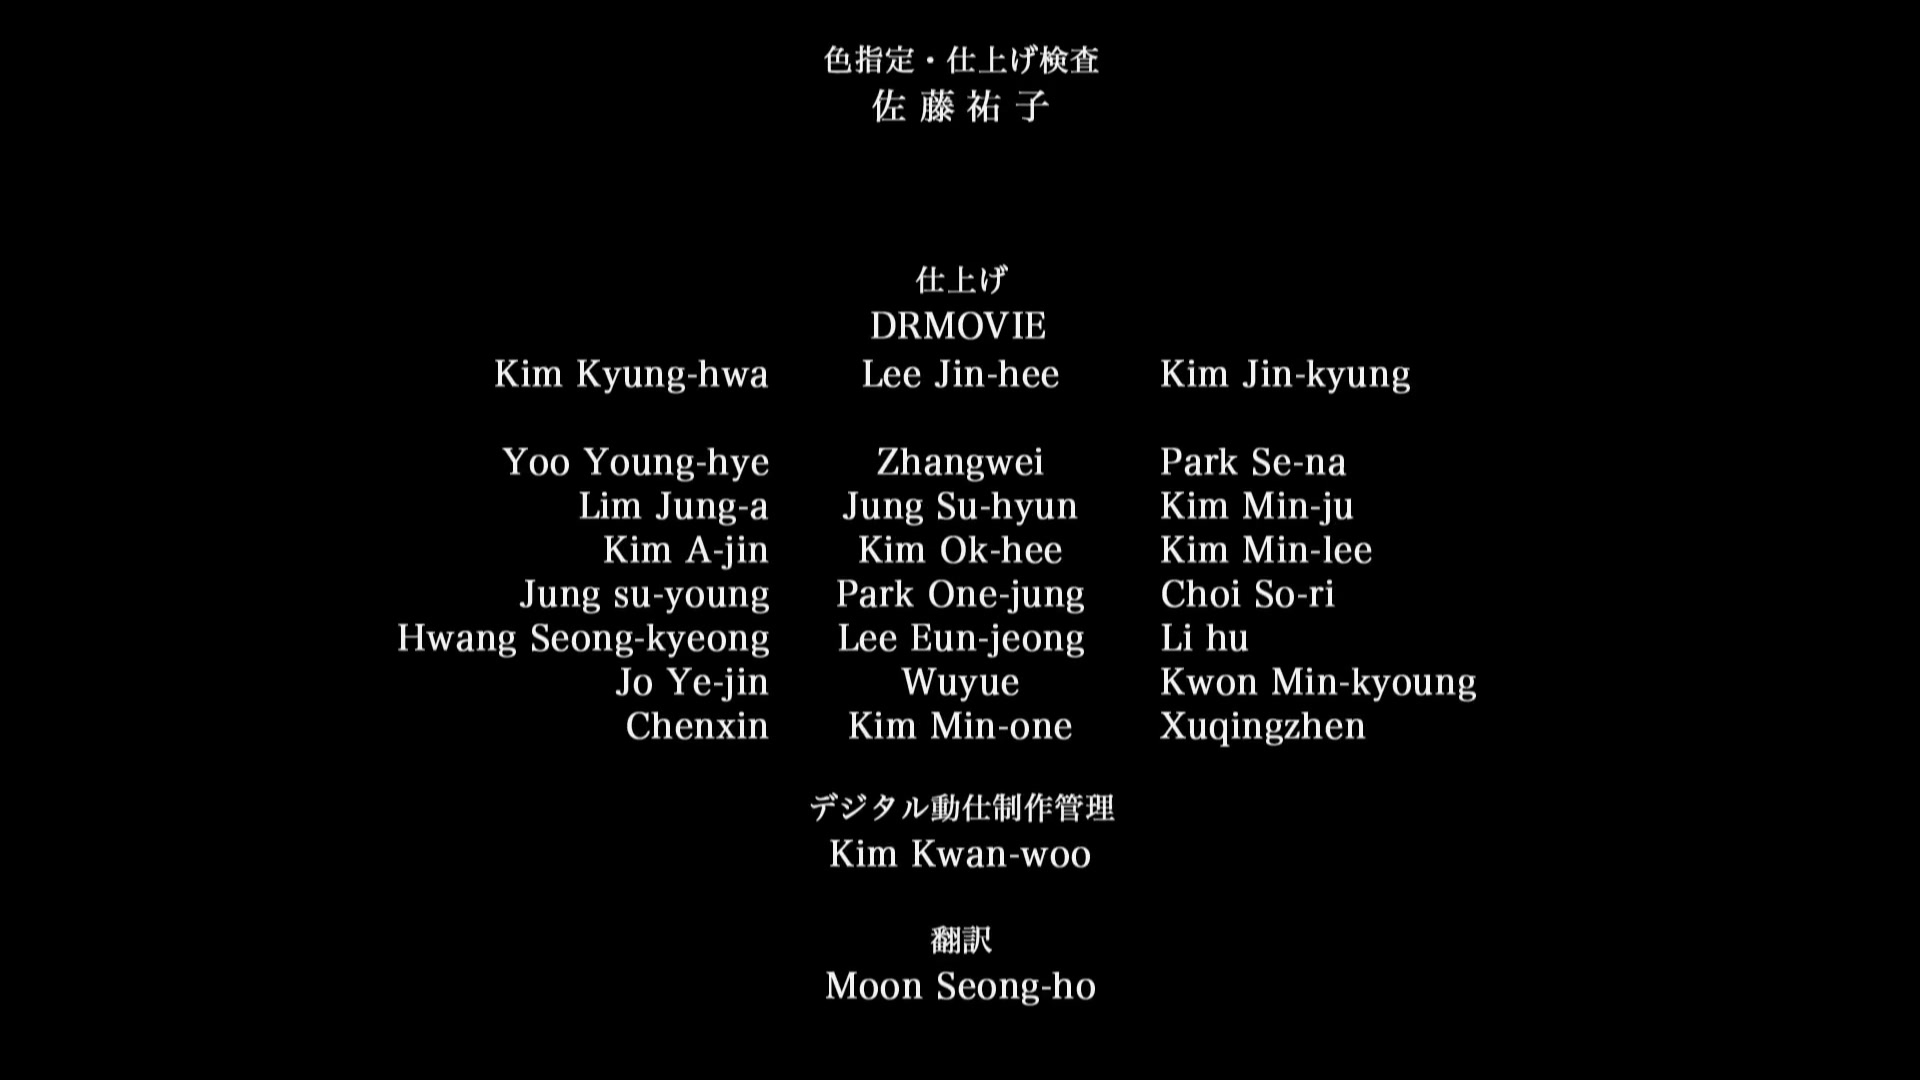 色指定・仕上げ検査
佐藤祐子
仕上げ
DRMOVIE
Kim Kyung-hwa Lee Jin-hee Kim Jin-kyung
Yoo Young-hye Zhangwei Park Se-na
Lim Jung-a Jung Su-hyun Kim Min-ju
Kim A-jin Kim Ok-hee Kim Min-lee
Jung su-young Park One-jung Choi So-ri
Hwang Seong-kyeong Lee Eun-jeong Li hu
Jo Ye-jin Wuyue Kwon Min-kyoung
Chenxin Kim Min-one Xuqingzhen
デジタル動仕制作管理
Kim Kwan-woo
翻訳
Moon Seong-ho